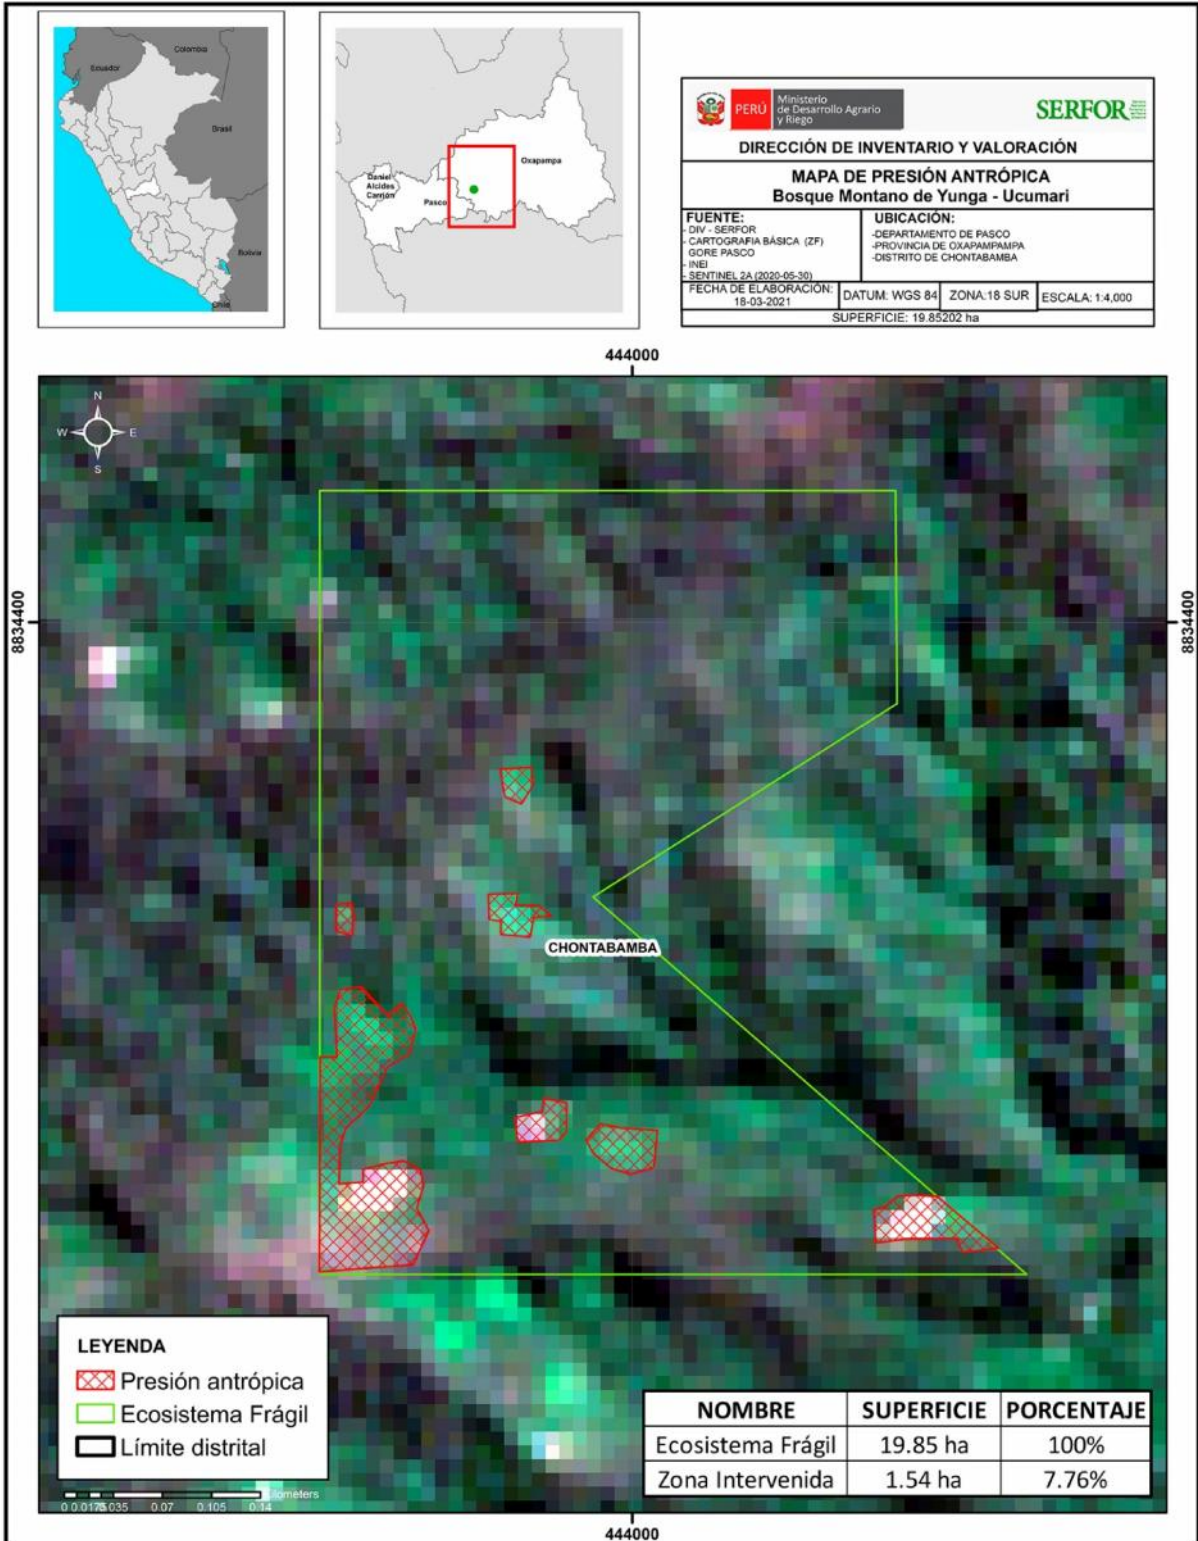 Colombia
Ecuador
Brasil
Bolivia
Chile
Oxapampa
Daniel
Alcides
Carrión
Pasco
PERÚ
Ministerio
de Desarrollo Agrario
y Riego
SERFOR
DIRECCIÓN DE INVENTARIO Y VALORACIÓN
MAPA DE PRESIÓN ANTRÓPICA
Bosque Montano de Yunga - Ucumari
FUENTE:
- DIV - SERFOR
- CARTOGRAFIA BÁSICA (ZF)
GORE PASCO
- INEI
- SENTINEL 2A (2020-05-30)
UBICACIÓN:
-DEPARTAMENTO DE PASCO
-PROVINCIA DE OXAPAMPAMPA
-DISTRITO DE CHONTABAMBA
FECHA DE ELABORACIÓN:
18-03-2021
DATUM: WGS 84
ZONA:18 SUR
ESCALA: 1:4,000
SUPERFICIE: 19.85202 ha
444000
N
W E
S
8834400
8834400
CHONTABAMBA
LEYENDA
Presión antrópica
Ecosistema Frágil
Límite distrital
NOMBRE SUPERFICIE PORCENTAJE
Ecosistema Frágil 19.85 ha 100%
Zona Intervenida 1.54 ha 7.76%
0 0.0175 0.035 0.07 0.105 0.14
444000